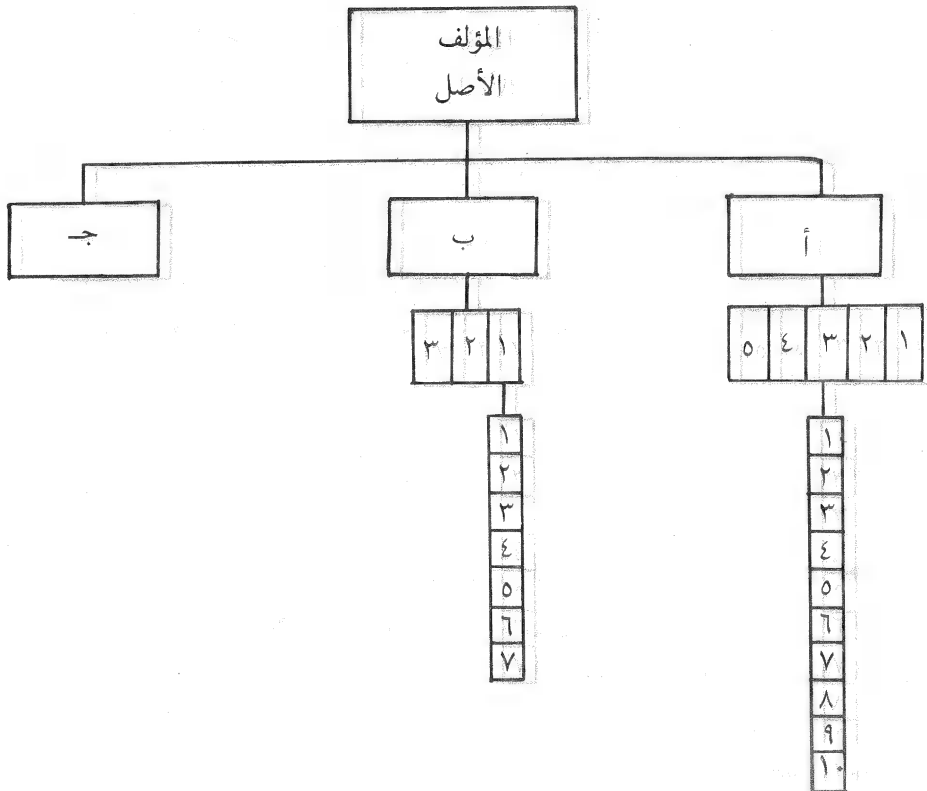 المؤلف
الأصل
أ
ب
جـ
١ ٢ ٣ ٤ ٥
١ ٢ ٣
١
٢
٣
٤
٥
٦
٧
٨
٩
١٠
١
٢
٣
٤
٥
٦
٧